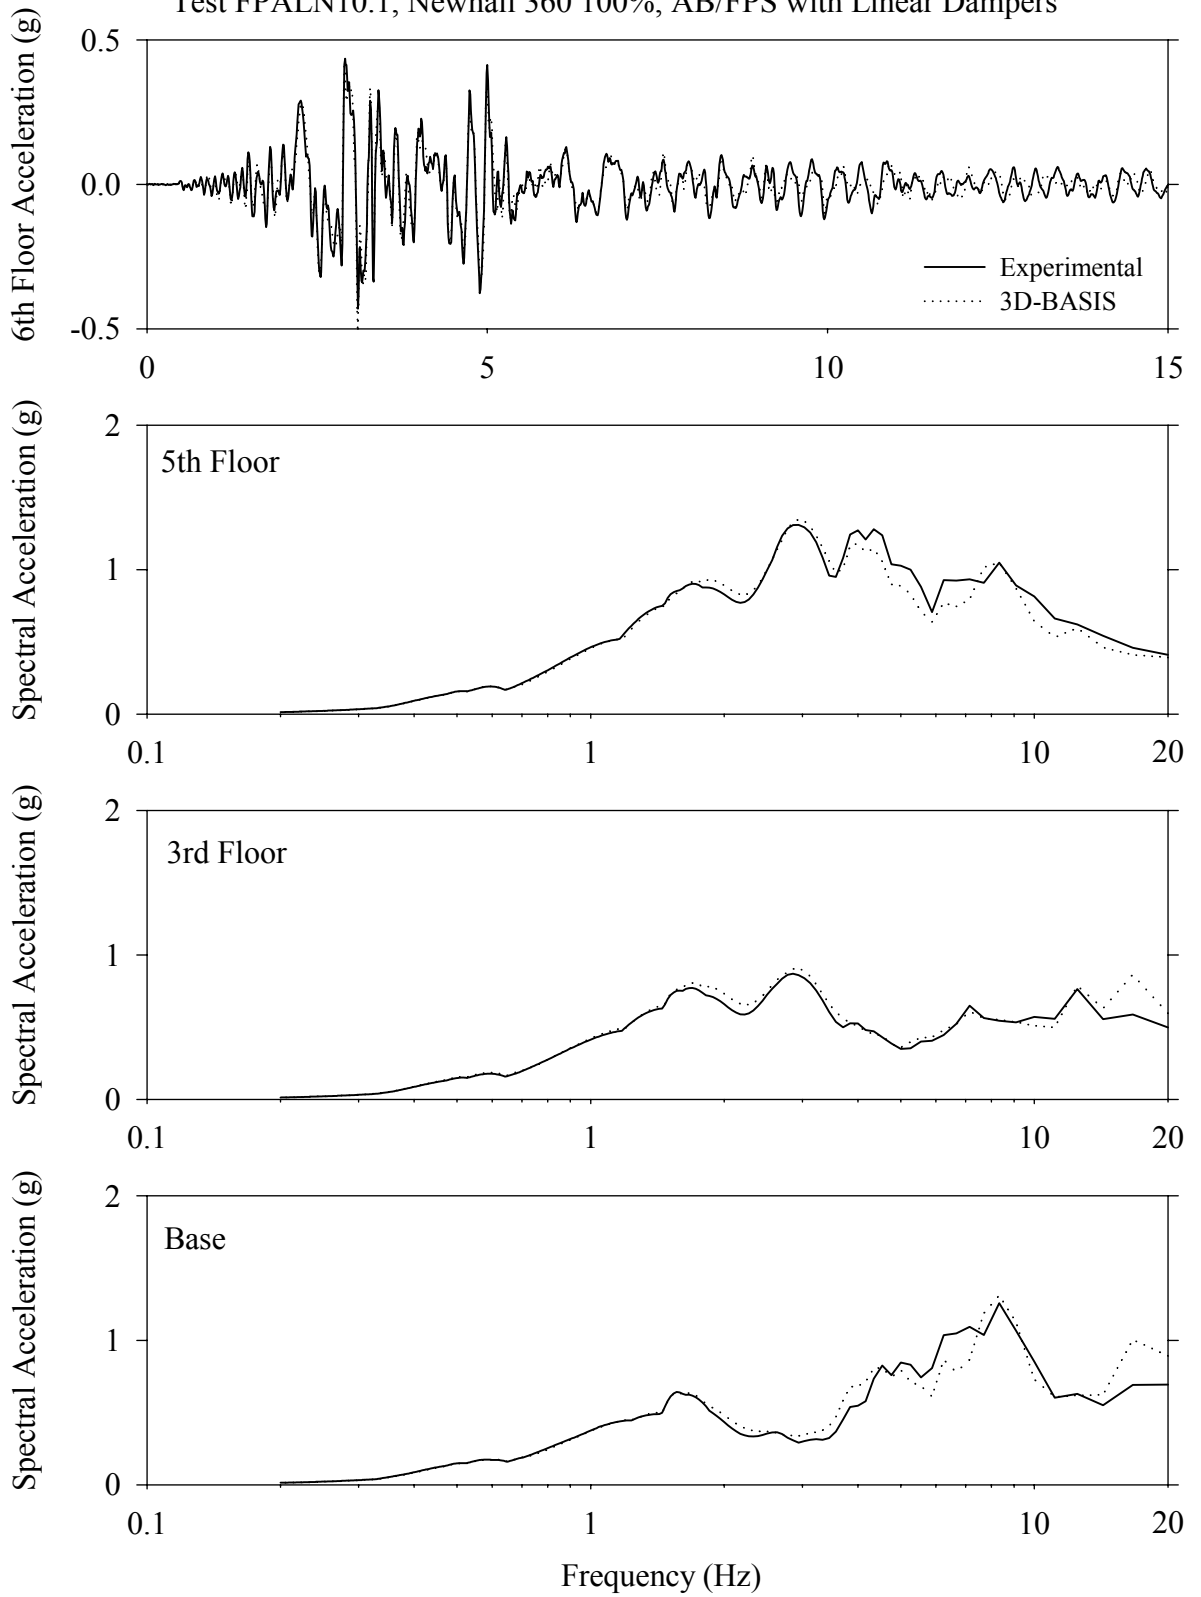 Test FPALN10.1, Newhall 360 100%, AB/FPS with Linear Dampers
6th Floor Acceleration (g)
0.5
0.0
-0.5
Experimental
3D-BASIS
0 5 10 15
Spectral Acceleration (g)
2
1
0
5th Floor
0.1 1 10 20
Spectral Acceleration (g)
2
1
0
3rd Floor
0.1 1 10 20
Spectral Acceleration (g)
2
1
0
Base
0.1 1 10 20
Frequency (Hz)